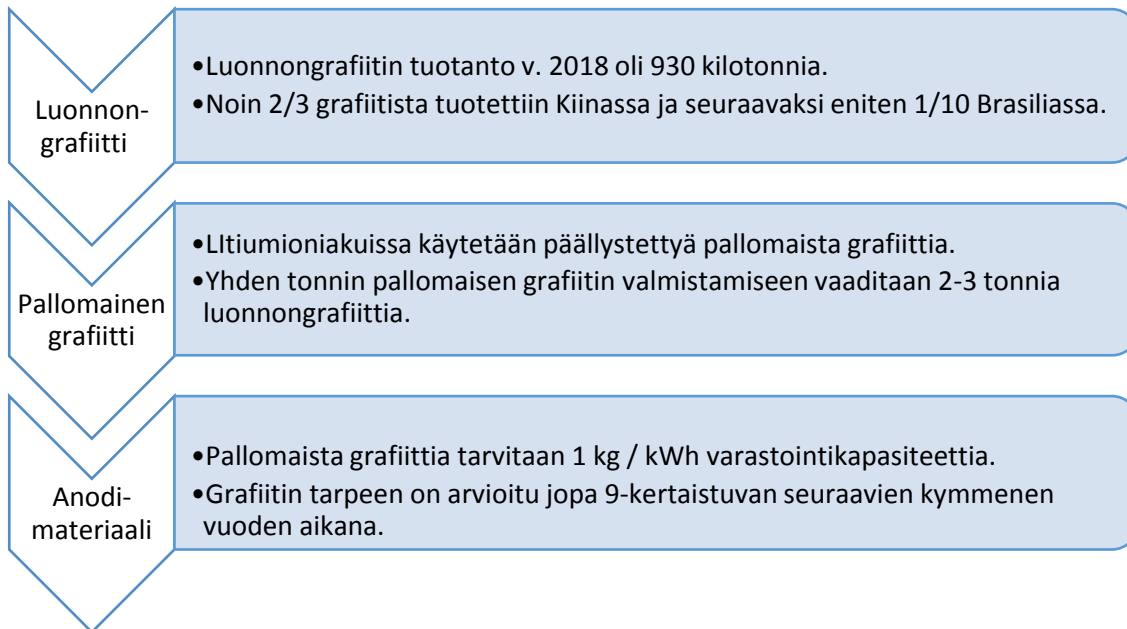 Luonnon-
grafiitti
•Luonnongrafiitin tuotanto v. 2018 oli 930 kilotonnia.
•Noin 2/3 grafiitista tuotettiin Kiinassa ja seuraavaksi eniten 1/10 Brasiliassa.
Pallomainen
grafiitti
•LItiumioniakuissa käytetään päällystettyä pallomaista grafiittia.
•Yhden tonnin pallomaisen grafiitin valmistamiseen vaaditaan 2-3 tonnia
luonnongrafiittia.
Anodi-
materiaali
•Pallomaista grafiittia tarvitaan 1 kg / kWh varastointikapasiteettia.
•Grafiitin tarpeen on arvioitu jopa 9-kertaistuvan seuraavien kymmenen
vuoden aikana.